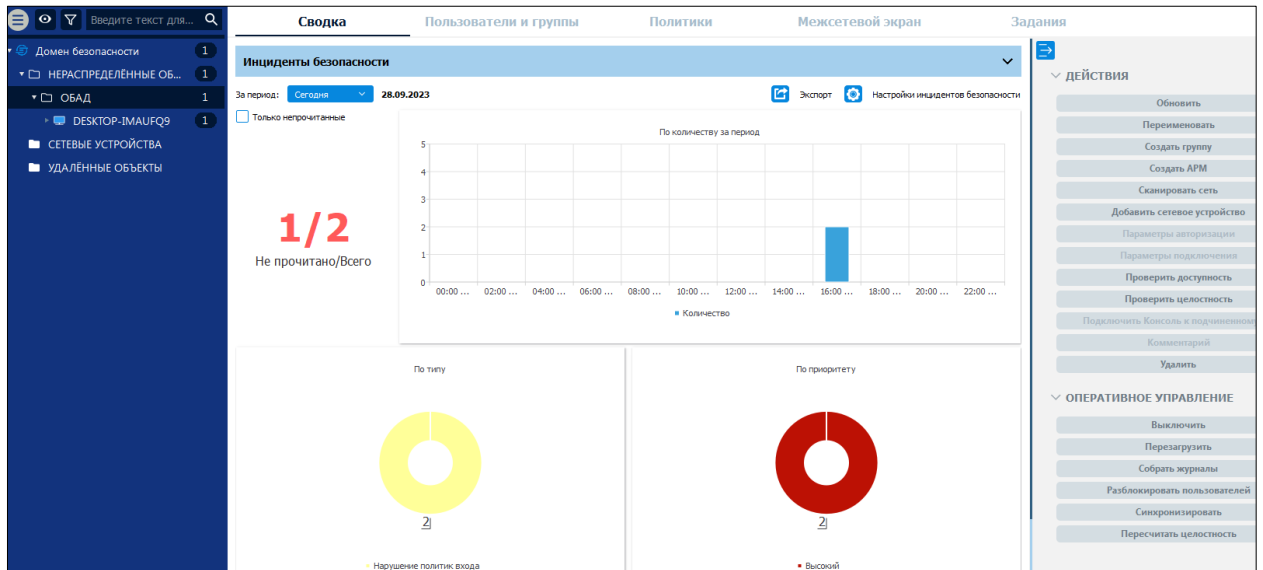 Введите текст для...
Домен безопасности 1
НЕРАСПРЕДЕЛЁННЫЕ ОБ... 1
ОБАД 1
DESKTOP-IMAUFQ9 1
СЕТЕВЫЕ УСТРОЙСТВА
УДАЛЁННЫЕ ОБЪЕКТЫ
Сводка Пользователи и группы Политики Межсетевой экран Задания
Инциденты безопасности
За период: Сегодня 28.09.2023 Экспорт Настройки инцидентов безопасности
Только непрочитанные
1/2
Не прочитано/Всего
По количеству за период
5
4
3
2
1
0
00:00 ... 02:00 ... 04:00 ... 06:00 ... 08:00 ... 10:00 ... 12:00 ... 14:00 ... 16:00 ... 18:00 ... 20:00 ... 22:00 ...
Количество
По типу
2
Нарушение политик входа
По приоритету
2
Высокий
ДЕЙСТВИЯ
Обновить
Переименовать
Создать группу
Создать АРМ
Сканировать сеть
Добавить сетевое устройство
Параметры авторизации
Параметры подключения
Проверить доступность
Проверить целостность
Подключить Консоль к подчиненном
Комментарий
Удалить
ОПЕРАТИВНОЕ УПРАВЛЕНИЕ
Выключить
Перезагрузить
Собрать журналы
Разблокировать пользователей
Синхронизировать
Пересчитать целостность